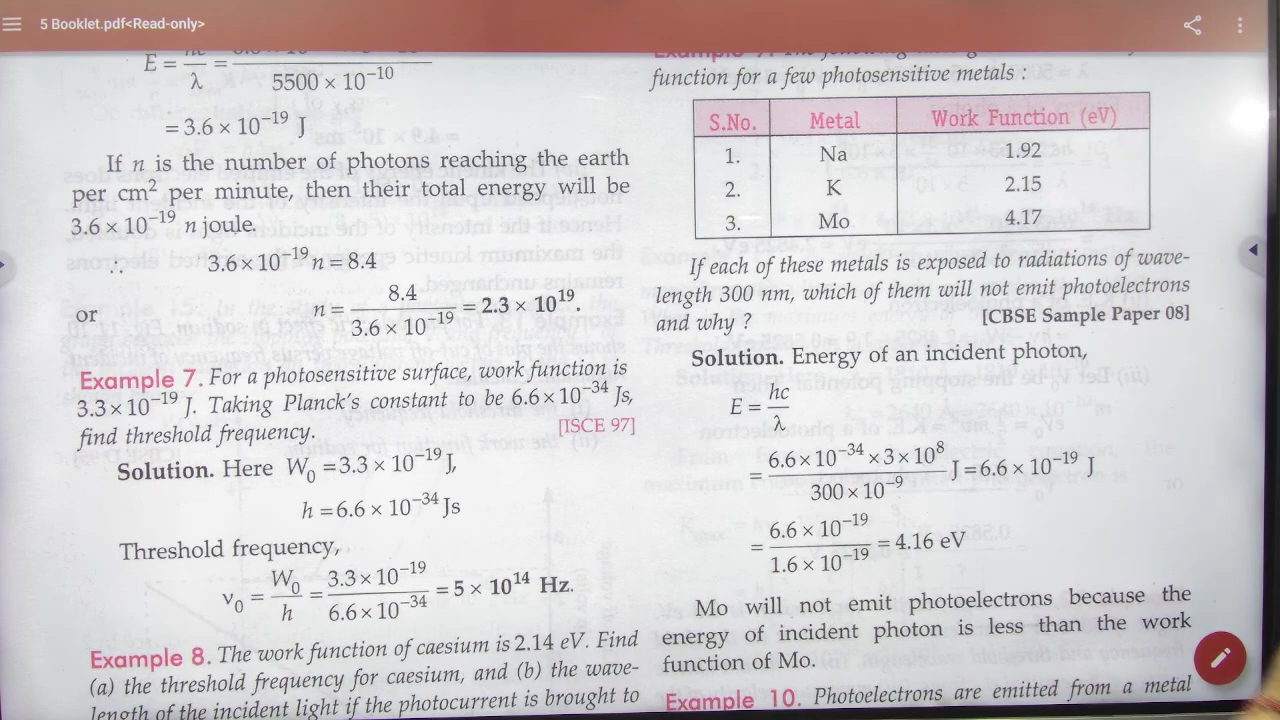 5 Booklet.pdf<Read-only>
E = hc/λ =
5500 × 10⁻¹⁰
= 3.6 × 10⁻¹⁹ J
If n is the number of photons reaching the earth
per cm² per minute, then their total energy will be
3.6 × 10⁻¹⁹ n joule.
∴ 3.6 × 10⁻¹⁹ n = 8.4
or n = 8.4 / 3.6 × 10⁻¹⁹ = 2.3 × 10¹⁹.
Example 7. For a photosensitive surface, work function is
3.3 × 10⁻¹⁹ J. Taking Planck's constant to be 6.6 × 10⁻³⁴ Js,
find threshold frequency. [ISCE 97]
Solution. Here W₀ = 3.3 × 10⁻¹⁹ J,
h = 6.6 × 10⁻³⁴ Js
Threshold frequency,
ν₀ = W₀/h = 3.3 × 10⁻¹⁹ / 6.6 × 10⁻³⁴ = 5 × 10¹⁴ Hz.
Example 8. The work function of caesium is 2.14 eV. Find
(a) the threshold frequency for caesium, and (b) the wave-
length of the incident light if the photocurrent is brought to
function for a few photosensitive metals :
S.No. Metal Work Function (eV)
1. Na 1.92
2. K 2.15
3. Mo 4.17
If each of these metals is exposed to radiations of wave-
length 300 nm, which of them will not emit photoelectrons
and why ? [CBSE Sample Paper 08]
Solution. Energy of an incident photon,
E = hc/λ
= 6.6 × 10⁻³⁴ × 3 × 10⁸ / 300 × 10⁻⁹ J = 6.6 × 10⁻¹⁹ J
= 6.6 × 10⁻¹⁹ / 1.6 × 10⁻¹⁹ = 4.16 eV
Mo will not emit photoelectrons because the
energy of incident photon is less than the work
function of Mo.
Example 10. Photoelectrons are emitted from a metal